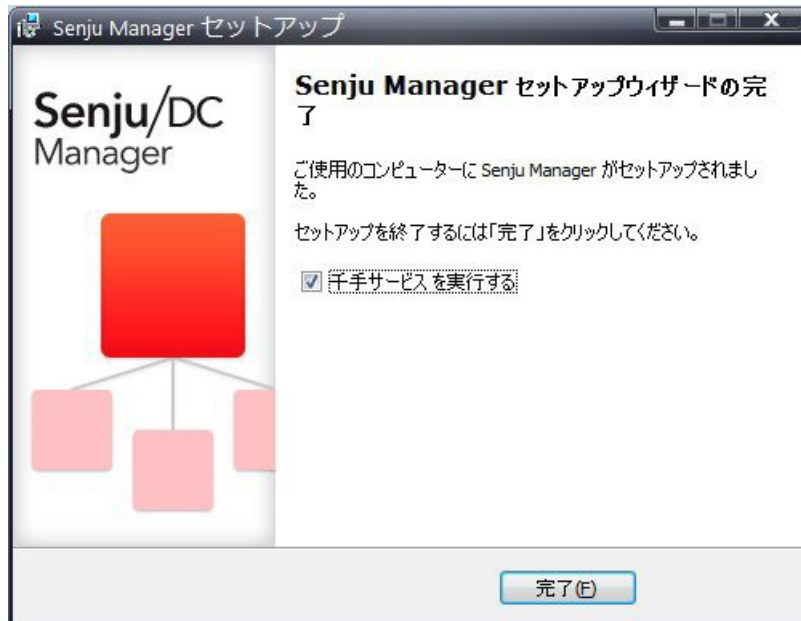 Senju Manager セットアップ
Senju/DC
Manager
Senju Manager セットアップウィザードの完
了
ご使用のコンピューターに Senju Manager がセットアップされまし
た。
セットアップを終了するには「完了」をクリックしてください。
千手サービス を実行する
完了(F)